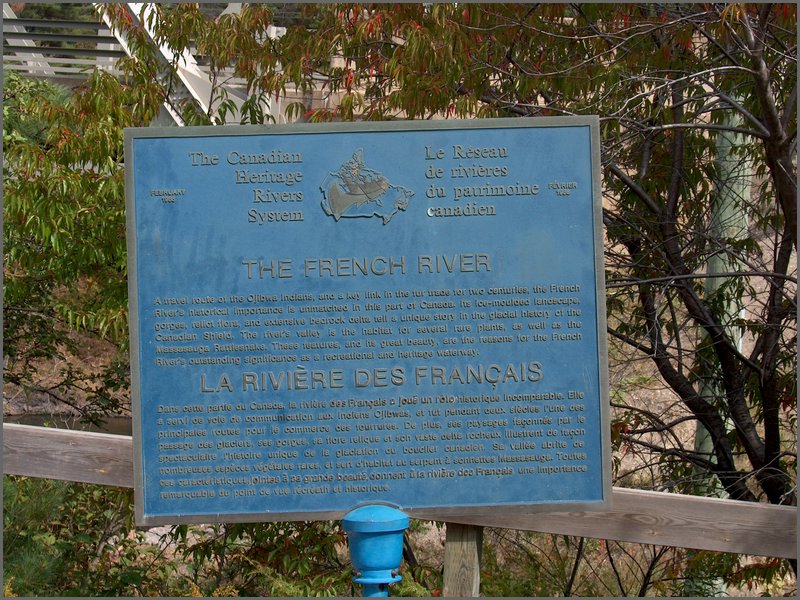 The Canadian
Heritage
Rivers
System
FEBRUARY
1986
Le Réseau
de rivières
du patrimoine
canadien
FÉVRIER
1986
THE FRENCH RIVER
A travel route of the Ojibwa Indians, and a key link in the fur trade for two centuries, the French
River's historical importance is unmatched in this part of Canada. Its ice-moulded landscape,
gorges, relict flora, and extensive bedrock delta tell a unique story in the glacial history of the
Canadian Shield. The river's valley is the habitat for several rare plants, as well as the
Massasauga Rattlesnake. These features, and its great beauty, are the reasons for the French
River's outstanding significance as a recreational and heritage waterway.
LA RIVIÈRE DES FRANÇAIS
Dans cette partie du Canada, la rivière des Français a joué un rôle historique incomparable. Elle
a servi de voie de communication aux Indiens Ojibwas, et fut pendant deux siècles l'une des
principales routes pour le commerce des fourrures. De plus, ses paysages façonnés par le
passage des glaciers, ses gorges, sa flore relique et son vaste delta rocheux illustrent de façon
spectaculaire l'histoire unique de la glaciation du bouclier canadien. Sa vallée abrite de
nombreuses espèces végétales rares, et sert d'habitat au serpent à sonnettes Massasauga. Toutes
ces caractéristiques, jointes à sa grande beauté donnent à la rivière des Français une importance
remarquable du point de vue récréatif et historique.